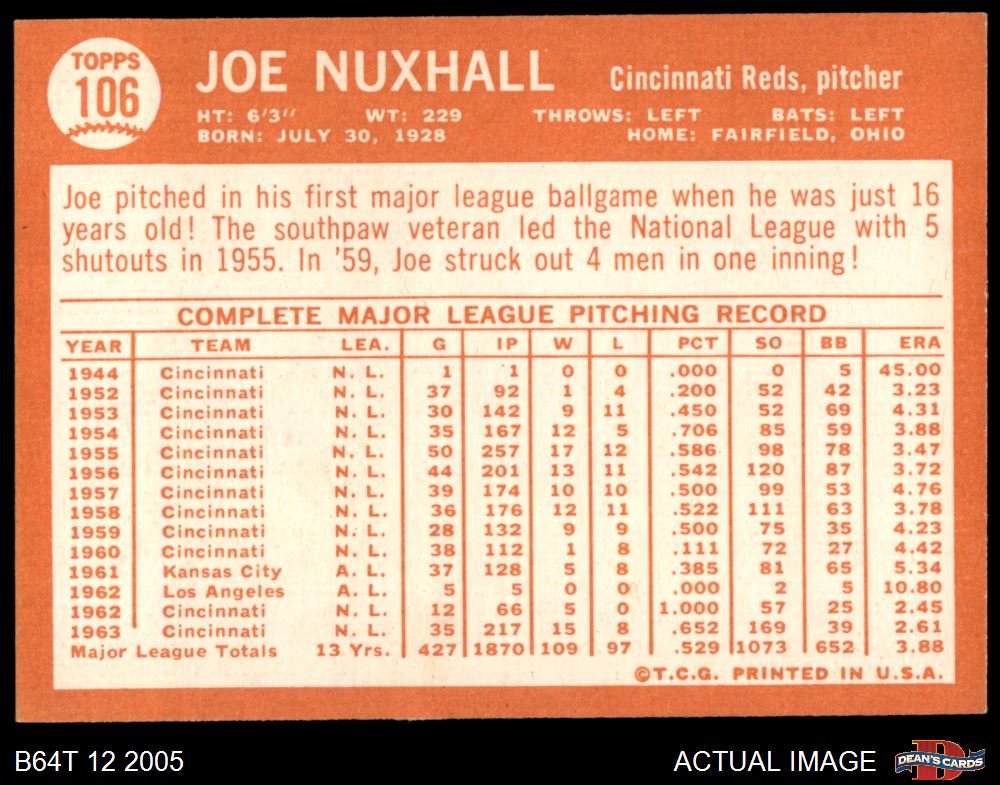 TOPPS
106
JOE NUXHALL
Cincinnati Reds, pitcher
HT: 6'3" WT: 229 THROWS: LEFT BATS: LEFT
BORN: JULY 30, 1928 HOME: FAIRFIELD, OHIO
Joe pitched in his first major league ballgame when he was just 16
years old! The southpaw veteran led the National League with 5
shutouts in 1955. In '59, Joe struck out 4 men in one inning!
COMPLETE MAJOR LEAGUE PITCHING RECORD
YEAR TEAM LEA. G IP W L PCT SO BB ERA
1944 Cincinnati N. L. 1 1 0 0 .000 0 5 45.00
1952 Cincinnati N. L. 37 92 1 4 .200 52 42 3.23
1953 Cincinnati N. L. 30 142 9 11 .450 52 69 4.31
1954 Cincinnati N. L. 35 167 12 5 .706 85 59 3.88
1955 Cincinnati N. L. 50 257 17 12 .586 98 78 3.47
1956 Cincinnati N. L. 44 201 13 11 .542 120 87 3.72
1957 Cincinnati N. L. 39 174 10 10 .500 99 53 4.76
1958 Cincinnati N. L. 36 176 12 11 .522 111 63 3.78
1959 Cincinnati N. L. 28 132 9 9 .500 75 35 4.23
1960 Cincinnati N. L. 38 112 1 8 .111 72 27 4.42
1961 Kansas City A. L. 37 128 5 8 .385 81 65 5.34
1962 Los Angeles A. L. 5 5 0 0 .000 2 5 10.80
1962 Cincinnati N. L. 12 66 5 0 1.000 57 25 2.45
1963 Cincinnati N. L. 35 217 15 8 .652 169 39 2.61
Major League Totals 13 Yrs. 427 1870 109 97 .529 1073 652 3.88
©T.C.G. PRINTED IN U.S.A.
B64T 12 2005
ACTUAL IMAGE
D
DEAN'S CARDS